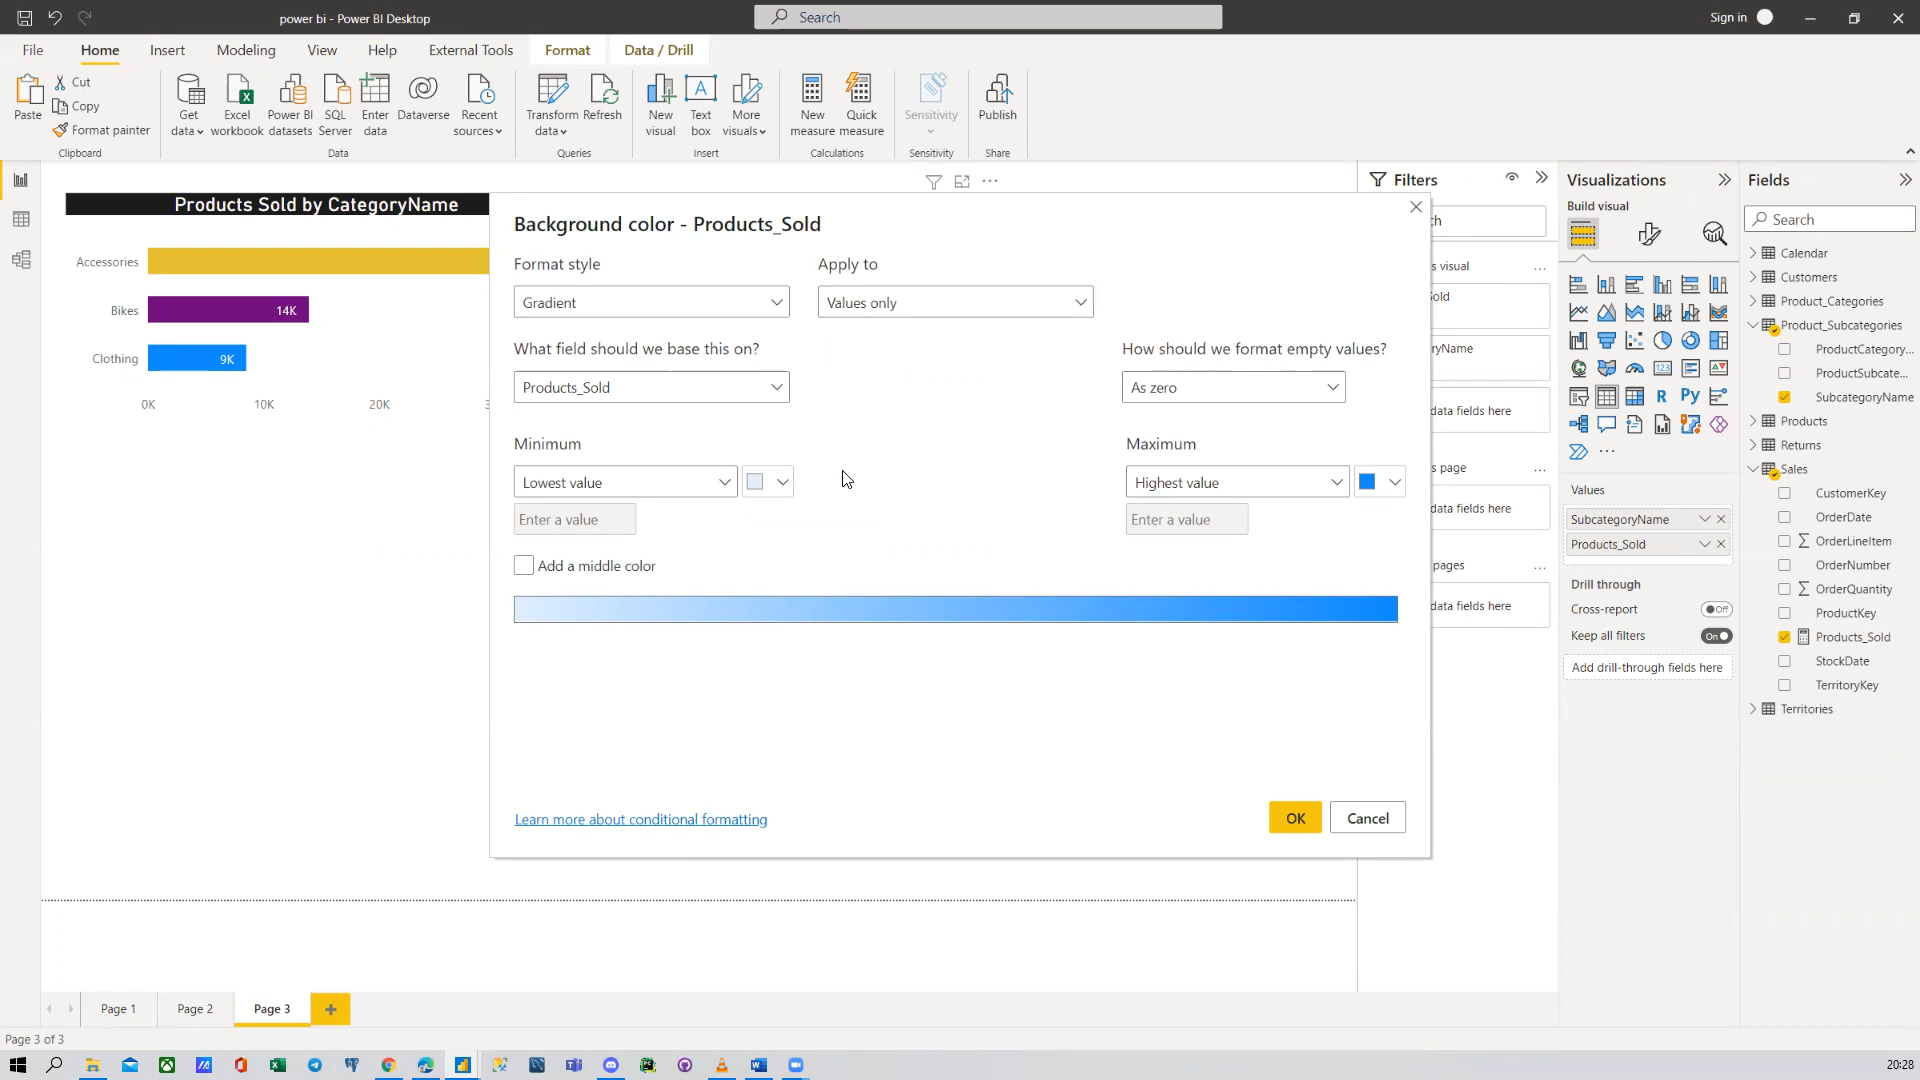 power bi - Power BI Desktop
Search
Sign in
File
Home
Insert
Modeling
View
Help
External Tools
Format
Data / Drill
Paste
Cut
Copy
Format painter
Clipboard
Get data
Excel workbook
Power BI datasets
SQL Server
Enter data
Dataverse
Recent sources
Data
Transform data
Refresh
Queries
New visual
Text box
More visuals
Insert
New measure
Quick measure
Calculations
Sensitivity
Sensitivity
Publish
Share
Products Sold by CategoryName
Accessories
Bikes
14K
Clothing
9K
0K
10K
20K
Background color - Products_Sold
Format style
Apply to
Gradient
Values only
What field should we base this on?
How should we format empty values?
Products_Sold
As zero
Minimum
Maximum
Lowest value
Highest value
Enter a value
Enter a value
Add a middle color
Learn more about conditional formatting
OK
Cancel
Filters
ch
s visual
old
ryName
data fields here
s page
data fields here
pages
data fields here
Visualizations
Build visual
R
Py
123
Values
SubcategoryName
Products_Sold
Drill through
Cross-report
Off
Keep all filters
On
Add drill-through fields here
Fields
Search
Calendar
Customers
Product_Categories
Product_Subcategories
ProductCategory...
ProductSubcate...
SubcategoryName
Products
Returns
Sales
CustomerKey
OrderDate
OrderLineItem
OrderNumber
OrderQuantity
ProductKey
Products_Sold
StockDate
TerritoryKey
Territories
Page 1
Page 2
Page 3
Page 3 of 3
20:28